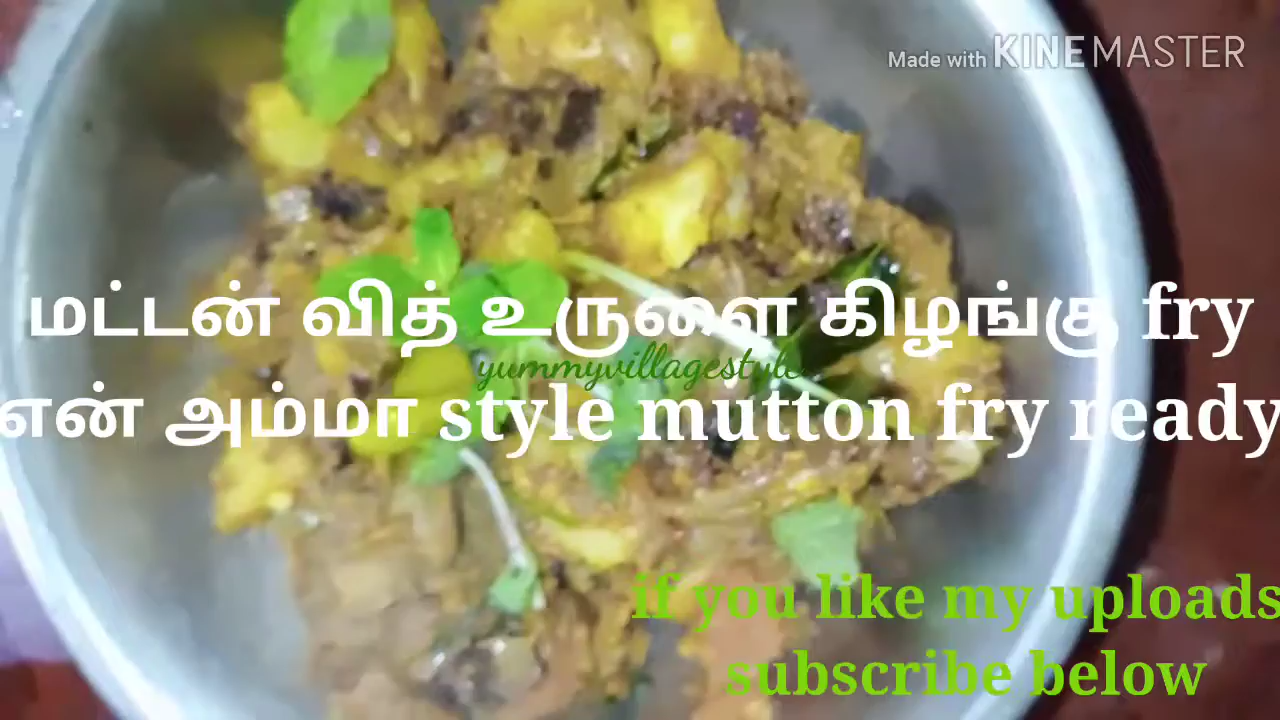 Made with KINEMASTER
மட்டன் வித் உருளை கிழங்கு fry
yummyvillagestyle
என் அம்மா style mutton fry ready
if you like my uploads
subscribe below